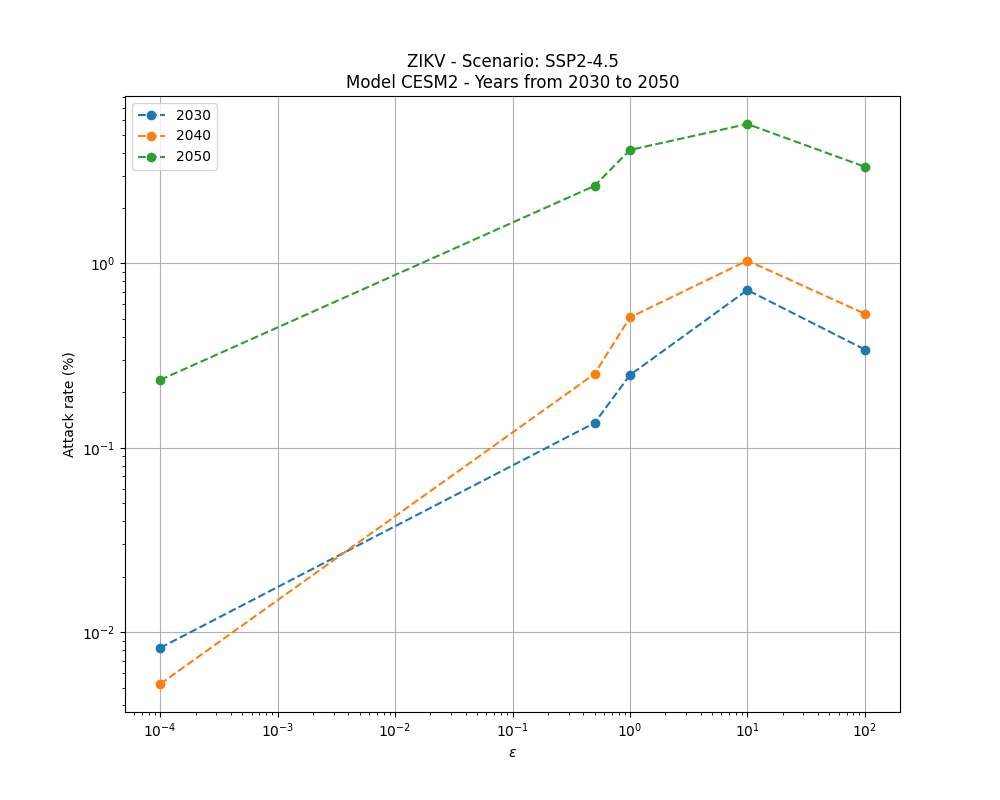 ZIKV - Scenario: SSP2-4.5
Model CESM2 - Years from 2030 to 2050
2030
2040
2050
Attack rate (%)
10⁰
10⁻¹
10⁻²
10⁻⁴ 10⁻³ 10⁻² 10⁻¹ 10⁰ 10¹ 10²
ε